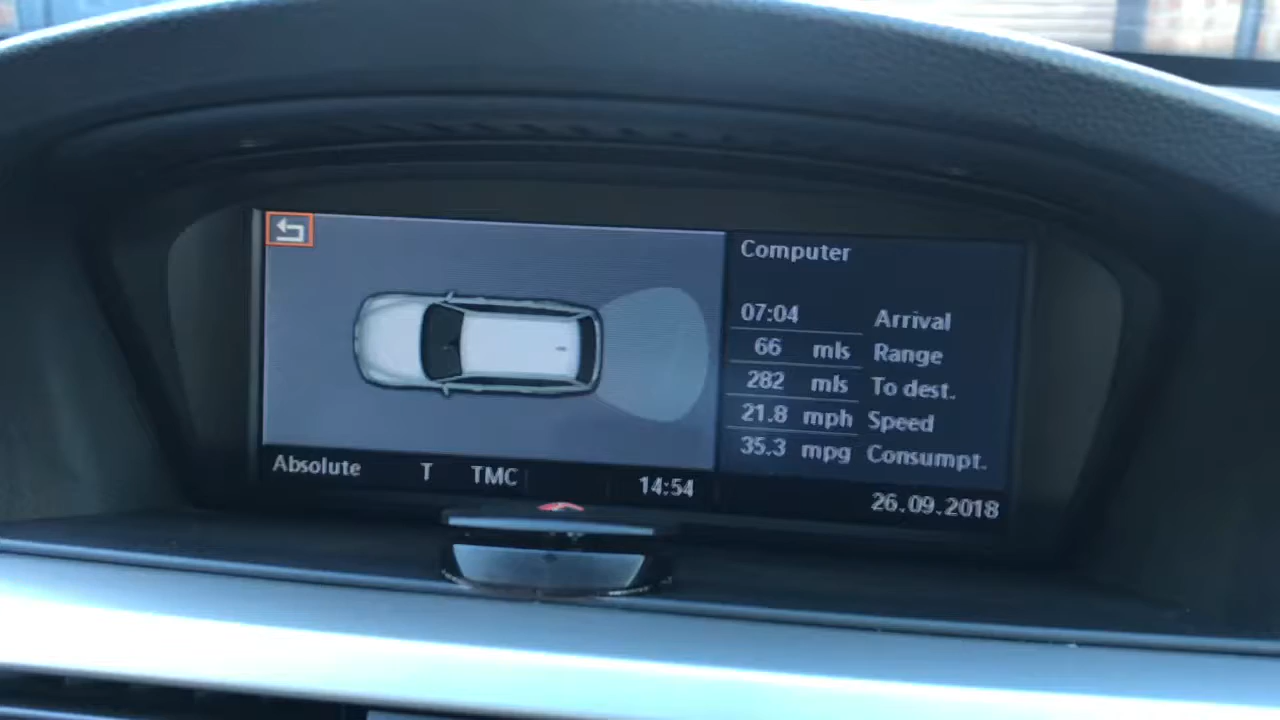 Computer
07:04 Arrival
66 mls Range
282 mls To dest.
21.8 mph Speed
35.3 mpg Consumpt.
Absolute T TMC 14:54 26.09.2018